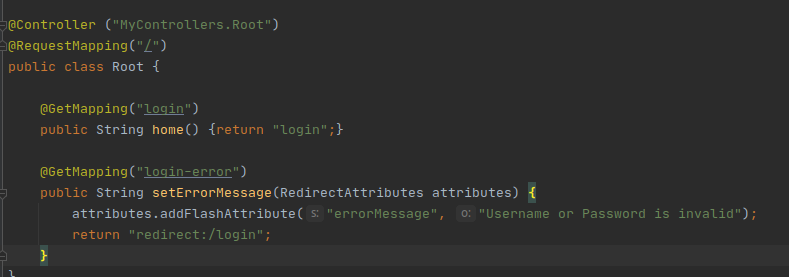 @Controller ("MyControllers.Root")
@RequestMapping("/")
public class Root {
@GetMapping("login")
public String home() {return "login";}
@GetMapping("login-error")
public String setErrorMessage(RedirectAttributes attributes) {
attributes.addFlashAttribute( s: "errorMessage", o: "Username or Password is invalid");
return "redirect:/login";
}
}